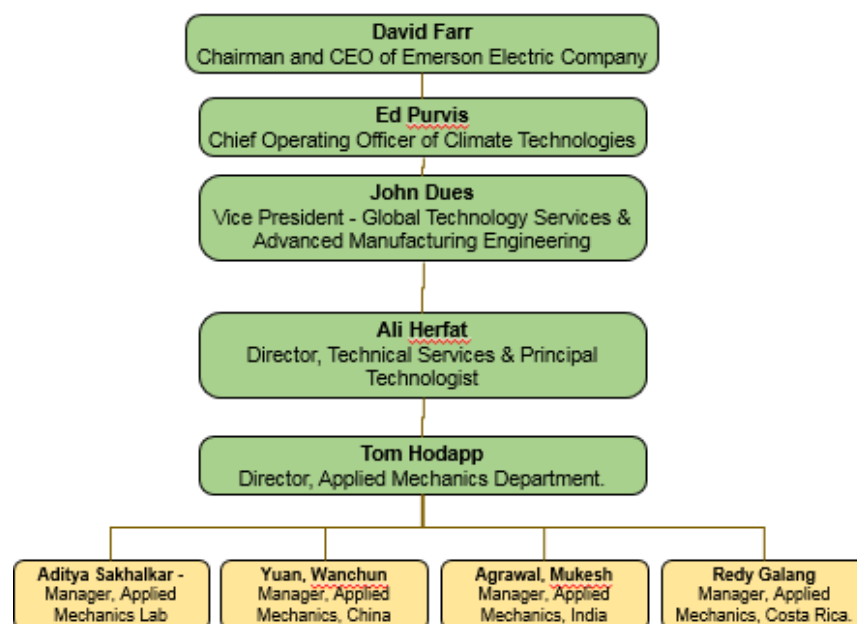 David Farr
Chairman and CEO of Emerson Electric Company
Ed Purvis
Chief Operating Officer of Climate Technologies
John Dues
Vice President - Global Technology Services &
Advanced Manufacturing Engineering
Ali Herfat
Director, Technical Services & Principal
Technologist
Tom Hodapp
Director, Applied Mechanics Department.
Aditya Sakhalkar -
Manager, Applied
Mechanics Lab
Yuan, Wanchun
Manager, Applied
Mechanics, China
Agrawal, Mukesh
Manager, Applied
Mechanics, India
Redy Galang
Manager, Applied
Mechanics, Costa Rica.